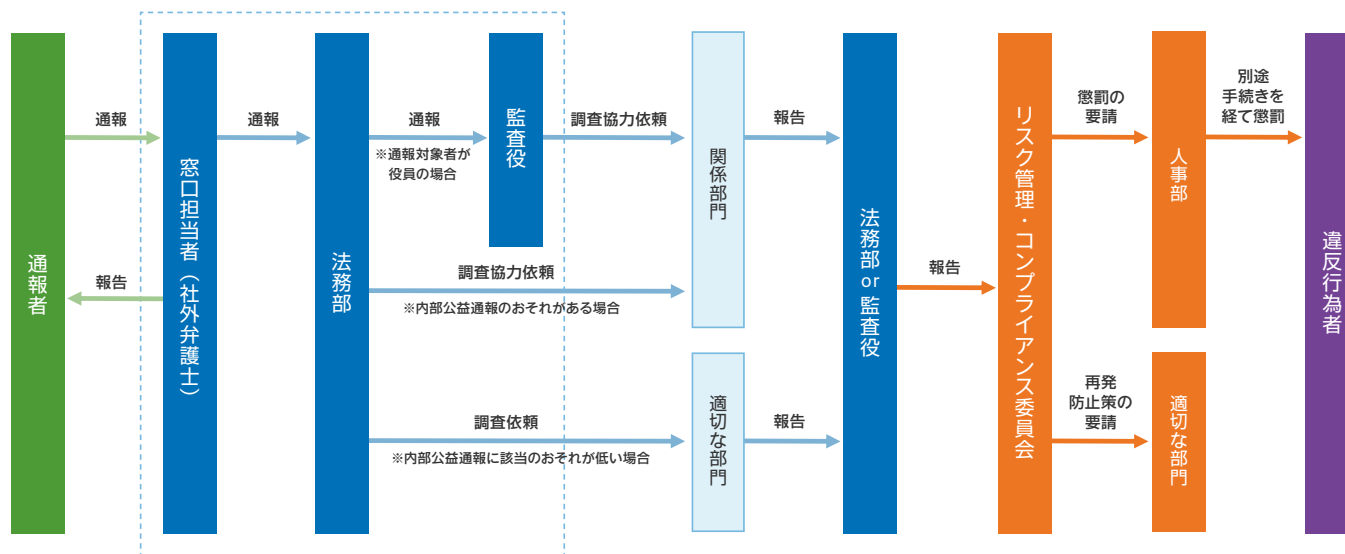 通報者
通報
報告
窓口担当者（社外弁護士）
通報
法務部
通報
※通報対象者が
役員の場合
監査役
調査協力依頼
調査協力依頼
※内部公益通報のおそれがある場合
調査依頼
※内部公益通報に該当のおそれが低い場合
関係部門
適切な部門
報告
報告
法務部or監査役
報告
リスク管理・コンプライアンス委員会
懲罰の
要請
再発
防止策の
要請
人事部
適切な部門
別途
手続きを
経て懲罰
違反行為者